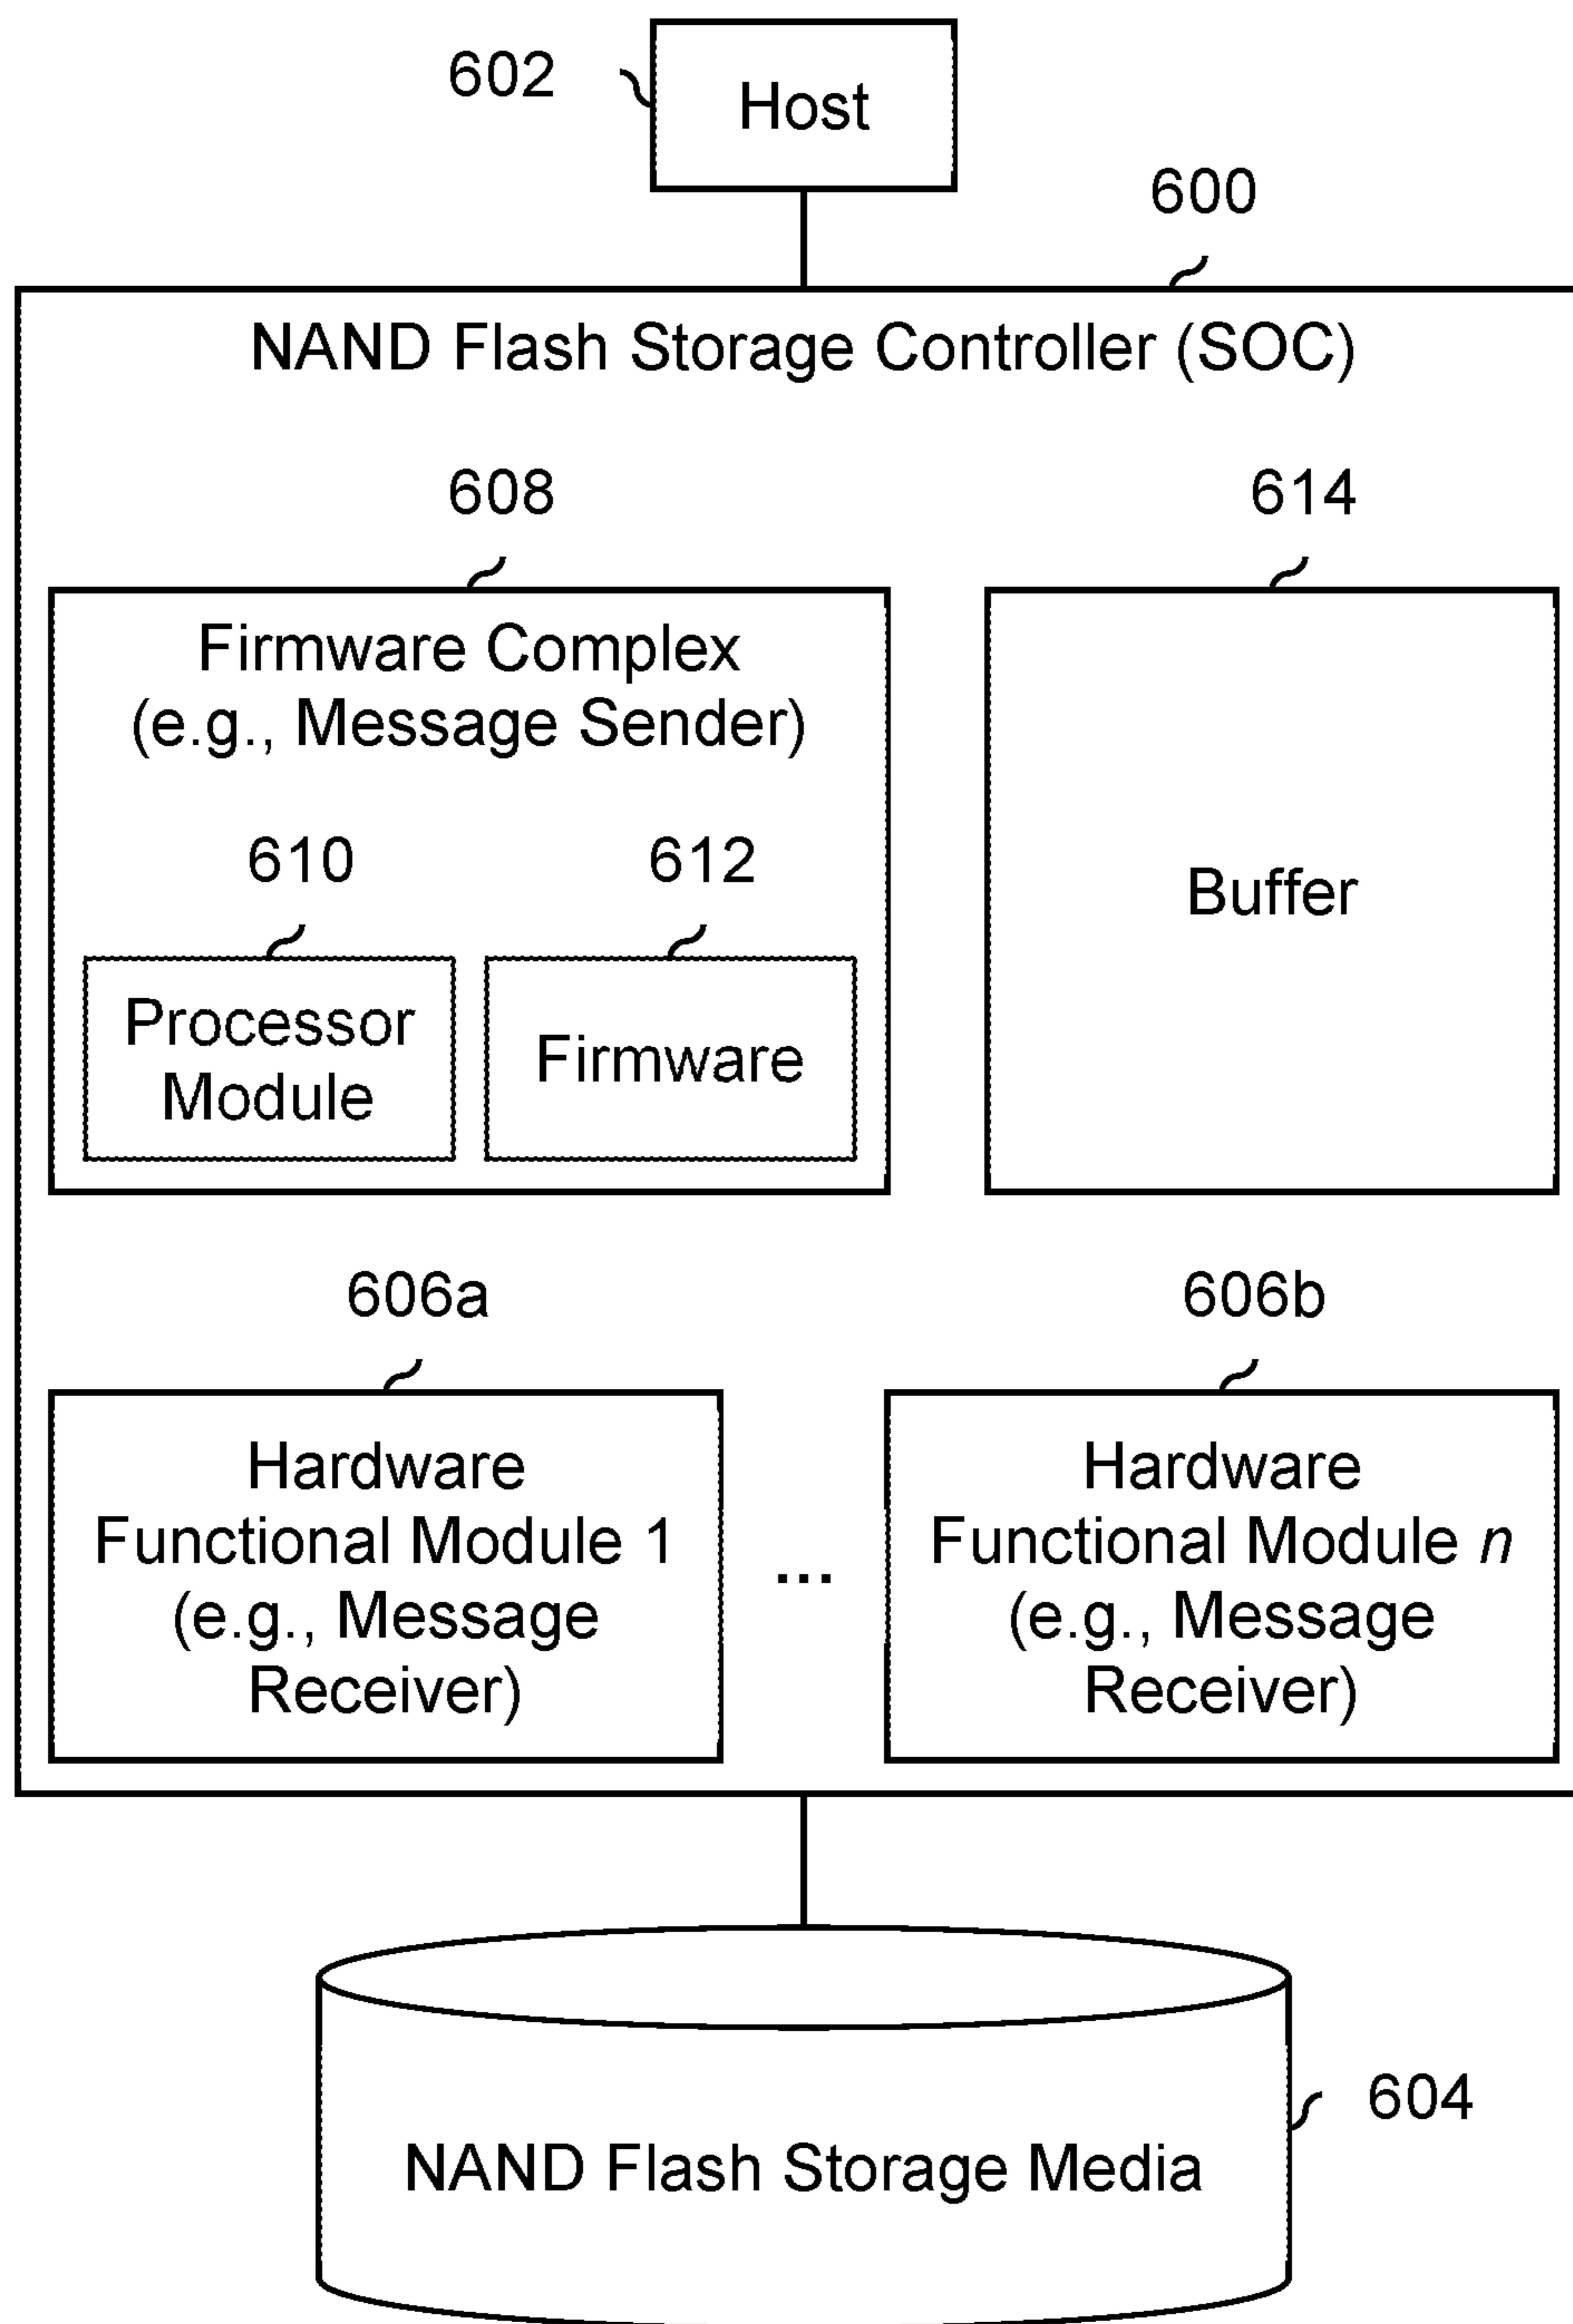 602
Host
600
NAND Flash Storage Controller (SOC)
608
614
Firmware Complex
(e.g., Message Sender)
610
612
Buffer
Processor
Module
Firmware
606a
606b
Hardware
Functional Module 1
(e.g., Message
Receiver)
...
Hardware
Functional Module n
(e.g., Message
Receiver)
604
NAND Flash Storage Media